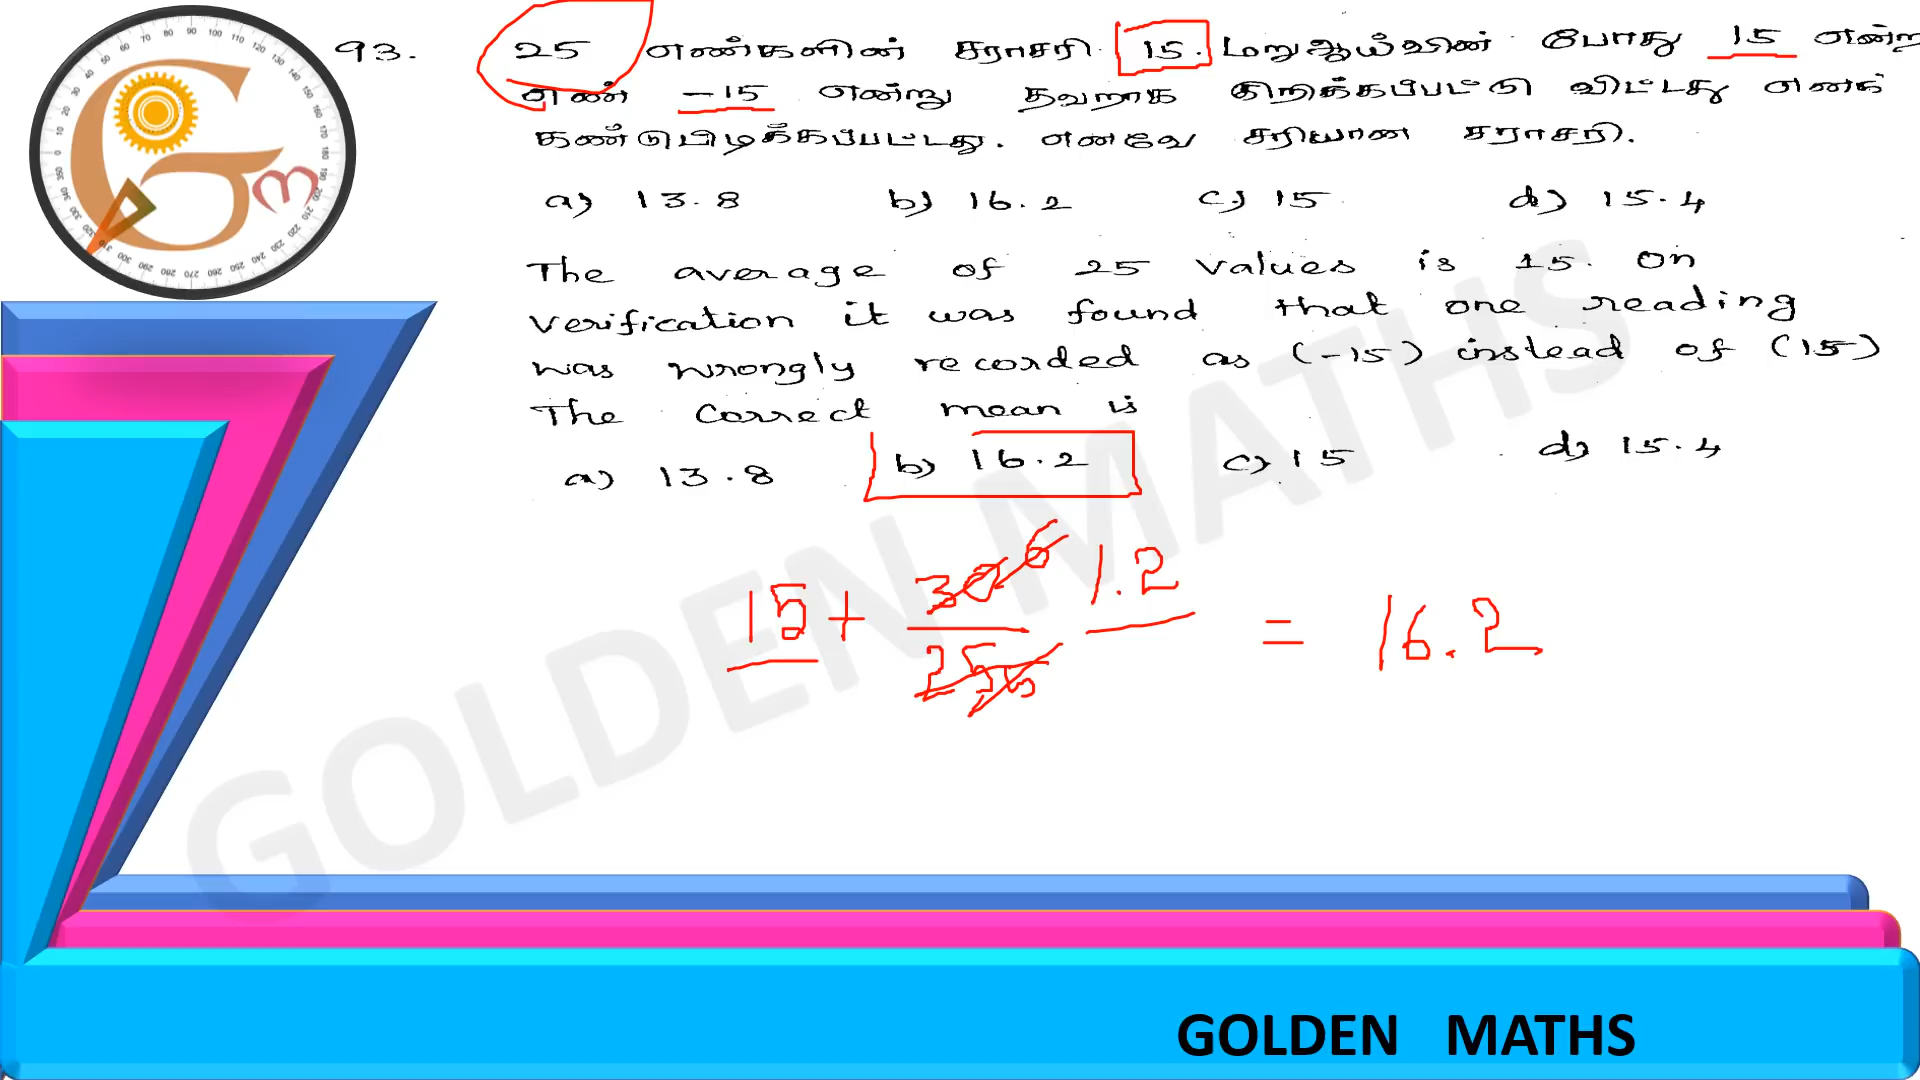 93. 25 எண்களின் சராசரி 15. மறுஆய்வின் போது 15 என்ற
எண் -15 என்று தவறாக குறிக்கப்பட்டு விட்டது எனக்
கண்டுபிடிக்கப்பட்டது. எனவே சரியான சராசரி.
a) 13.8 b) 16.2 c) 15 d) 15.4
The average of 25 values is 15. On
verification it was found that one reading
was wrongly recorded as (-15) instead of (15)
The correct mean is
a) 13.8 b) 16.2 c) 15 d) 15.4
15 + 30/25 6/5 1.2 = 16.2
GOLDEN MATHS
GOLDEN MATHS